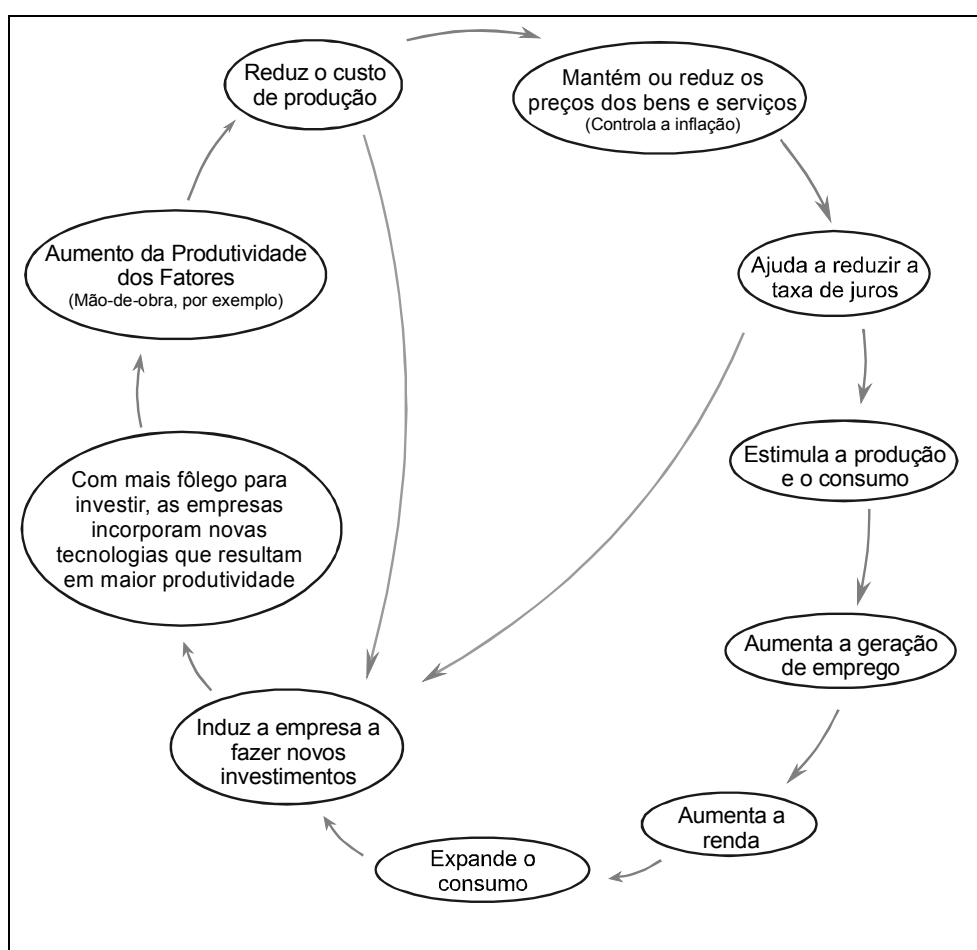 Reduz o custo
de produção
Mantém ou reduz os
preços dos bens e serviços
(Controla a inflação)
Ajuda a reduzir a
taxa de juros
Estimula a produção
e o consumo
Aumenta a geração
de emprego
Aumenta a
renda
Expande o
consumo
Induz a empresa a
fazer novos
investimentos
Com mais fôlego para
investir, as empresas
incorporam novas
tecnologias que resultam
em maior produtividade
Aumento da Produtividade
dos Fatores
(Mão-de-obra, por exemplo)